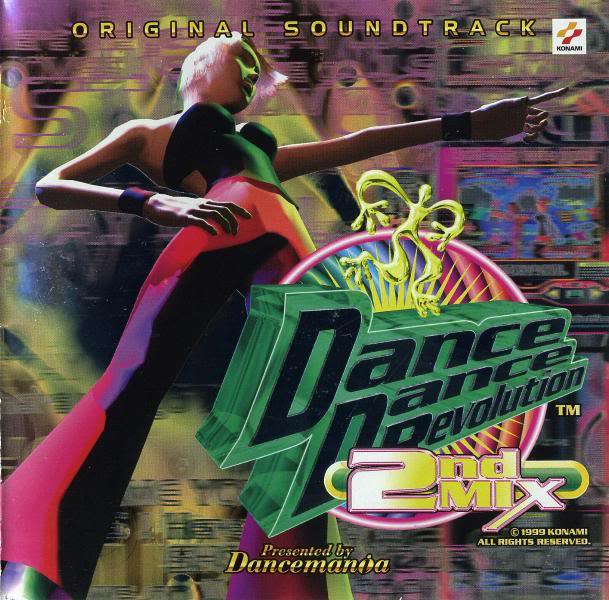 ORIGINAL SOUNDTRACK
KONAMI
Dance
Dance
Revolution
TM
2nd
MIX
© 1999 KONAMI
ALL RIGHTS RESERVED.
Presented by
Dancemania